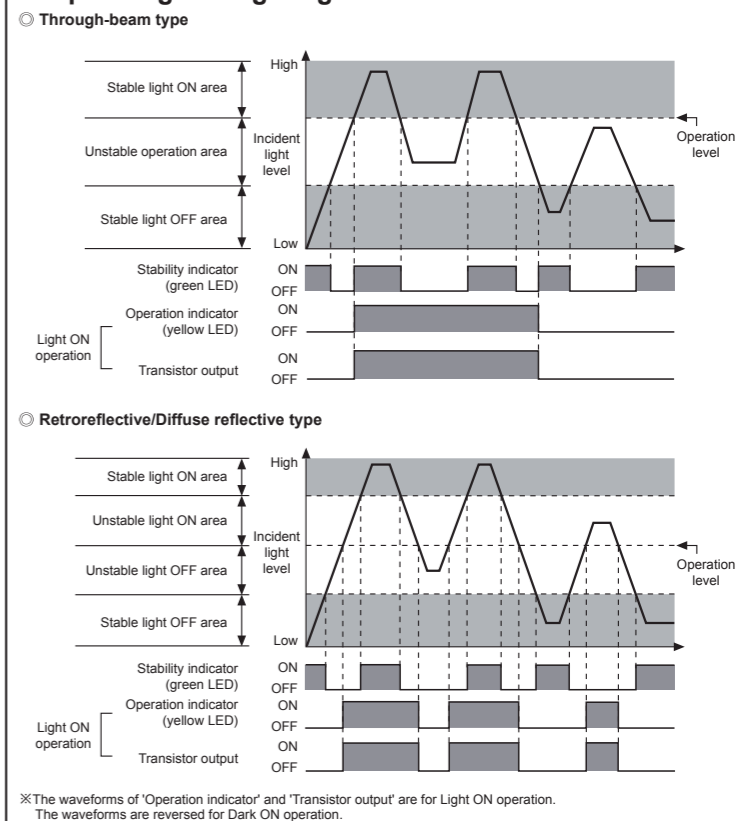 ◎ Through-beam type
High
Stable light ON area
Operation
level
Unstable operation area
Incident
light
level
Stable light OFF area
Low
Stability indicator
(green LED)
ON
OFF
Operation indicator
(yellow LED)
ON
OFF
Light ON
operation
Transistor output
ON
OFF
◎ Retroreflective/Diffuse reflective type
High
Stable light ON area
Unstable light ON area
Incident
light
level
Operation
level
Unstable light OFF area
Stable light OFF area
Low
Stability indicator
(green LED)
ON
OFF
Operation indicator
(yellow LED)
ON
OFF
Light ON
operation
Transistor output
ON
OFF
※The waveforms of 'Operation indicator' and 'Transistor output' are for Light ON operation.
The waveforms are reversed for Dark ON operation.